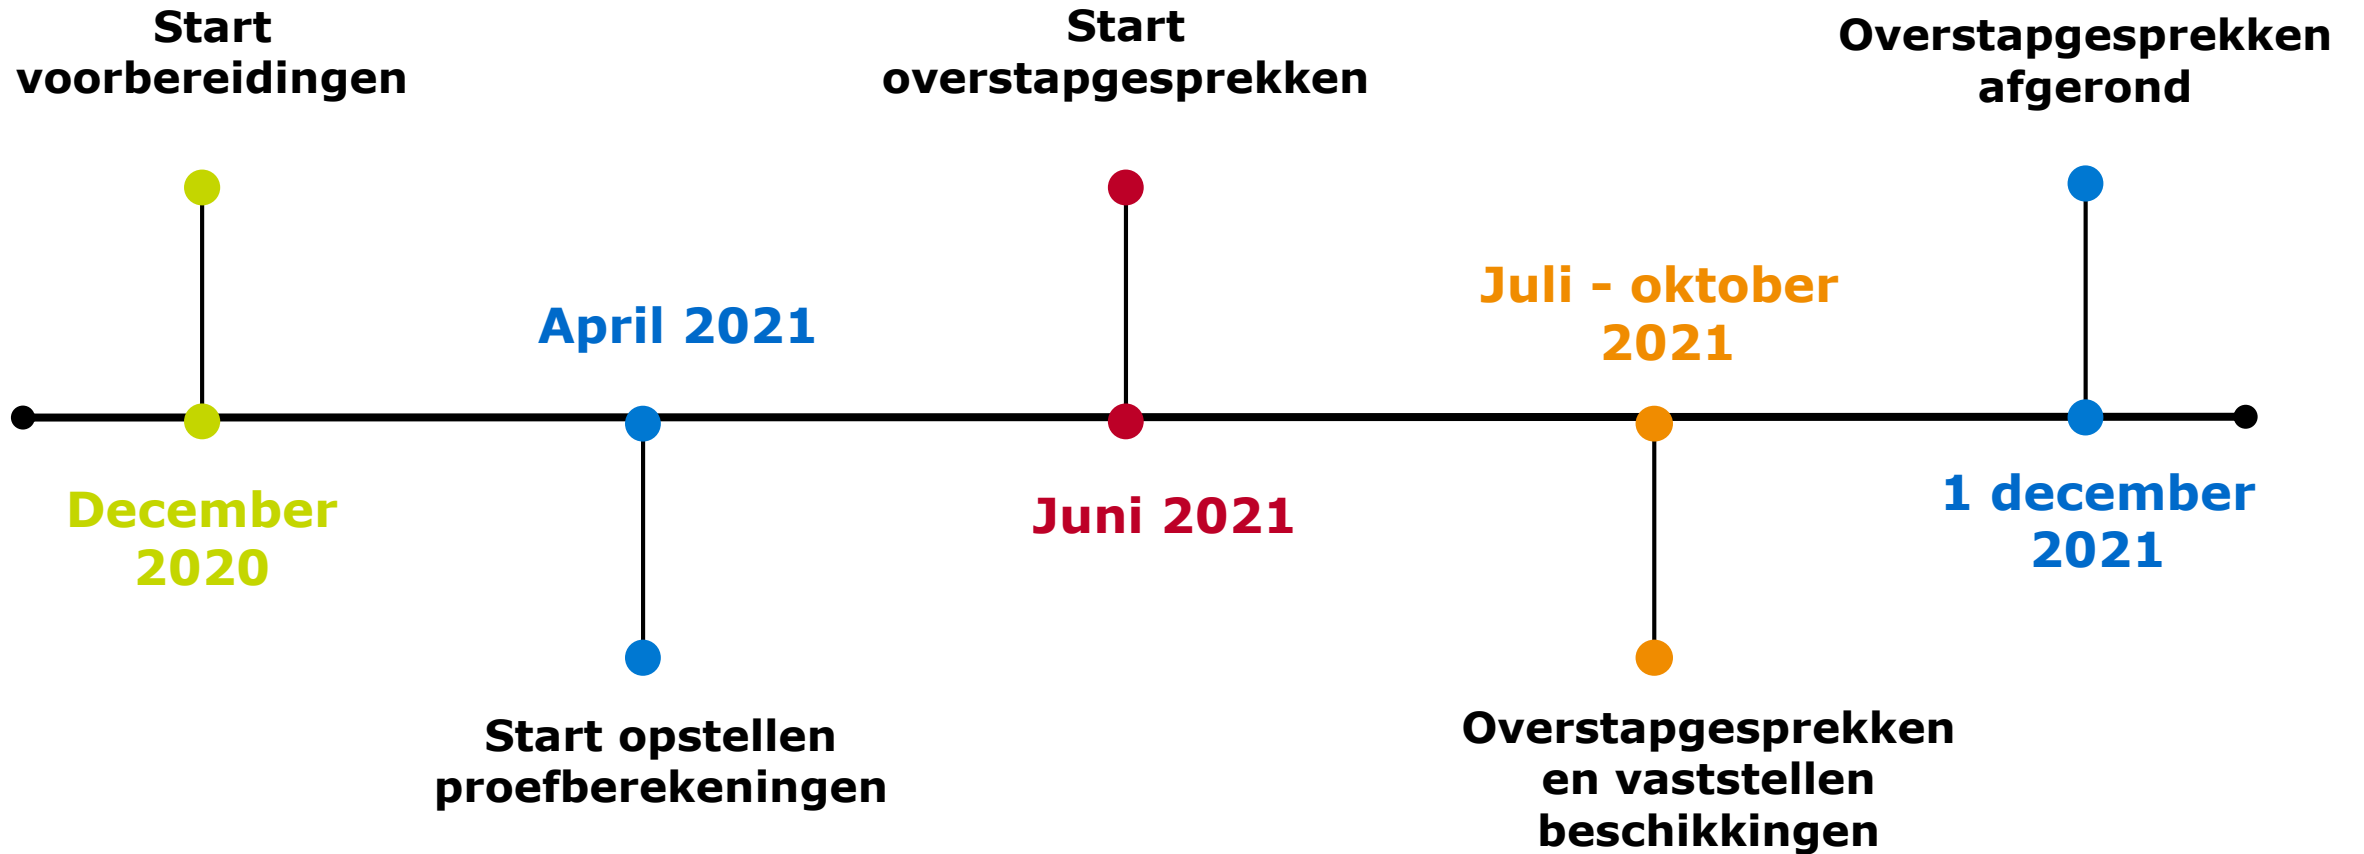 Start
voorbereidingen
December
2020
April 2021
Start opstellen
proefberekeningen
Start
overstapgesprekken
Juni 2021
Juli - oktober
2021
Overstapgesprekken
en vaststellen
beschikkingen
Overstapgesprekken
afgerond
1 december
2021